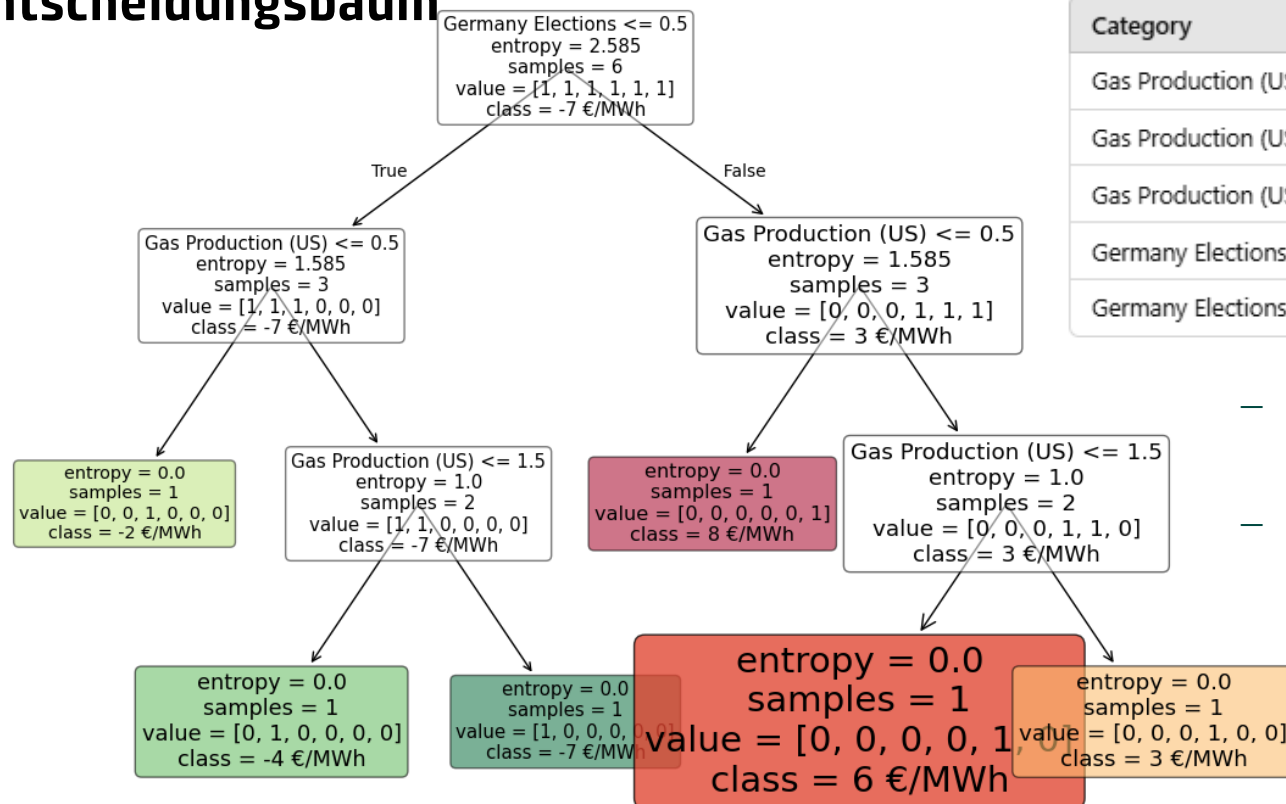 ntscheidungsbaum
Germany Elections <= 0.5
entropy = 2.585
samples = 6
value = [1, 1, 1, 1, 1, 1]
class = -7 €/MWh
True
False
Gas Production (US) <= 0.5
entropy = 1.585
samples = 3
value = [1, 1, 1, 0, 0, 0]
class = -7 €/MWh
Gas Production (US) <= 0.5
entropy = 1.585
samples = 3
value = [0, 0, 0, 1, 1, 1]
class = 3 €/MWh
entropy = 0.0
samples = 1
value = [0, 0, 1, 0, 0, 0]
class = -2 €/MWh
Gas Production (US) <= 1.5
entropy = 1.0
samples = 2
value = [1, 1, 0, 0, 0, 0]
class = -7 €/MWh
entropy = 0.0
samples = 1
value = [0, 0, 0, 0, 0, 1]
class = 8 €/MWh
Gas Production (US) <= 1.5
entropy = 1.0
samples = 2
value = [0, 0, 0, 1, 1, 0]
class = 3 €/MWh
entropy = 0.0
samples = 1
value = [0, 1, 0, 0, 0, 0]
class = -4 €/MWh
entropy = 0.0
samples = 1
value = [1, 0, 0, 0, 0, 0]
class = -7 €/MWh
entropy = 0.0
samples = 1
value = [0, 0, 0, 0, 1, 0]
class = 6 €/MWh
entropy = 0.0
samples = 1
value = [0, 0, 0, 1, 0, 0]
class = 3 €/MWh
Category
Gas Production (US
Gas Production (US
Gas Production (US
Germany Elections
Germany Elections